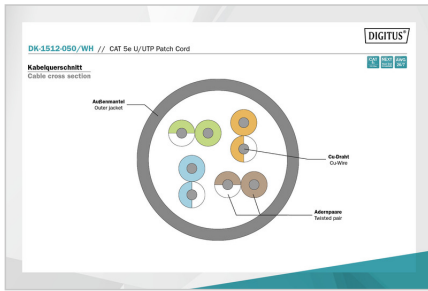 DIGITUS®
DK-1512-050/WH // CAT 5e U/UTP Patch Cord
Kabelquerschnitt
Cable cross section
Außenmantel
Outer jacket
Cu-Draht
Cu-Wire
Adernpaare
Twisted pair